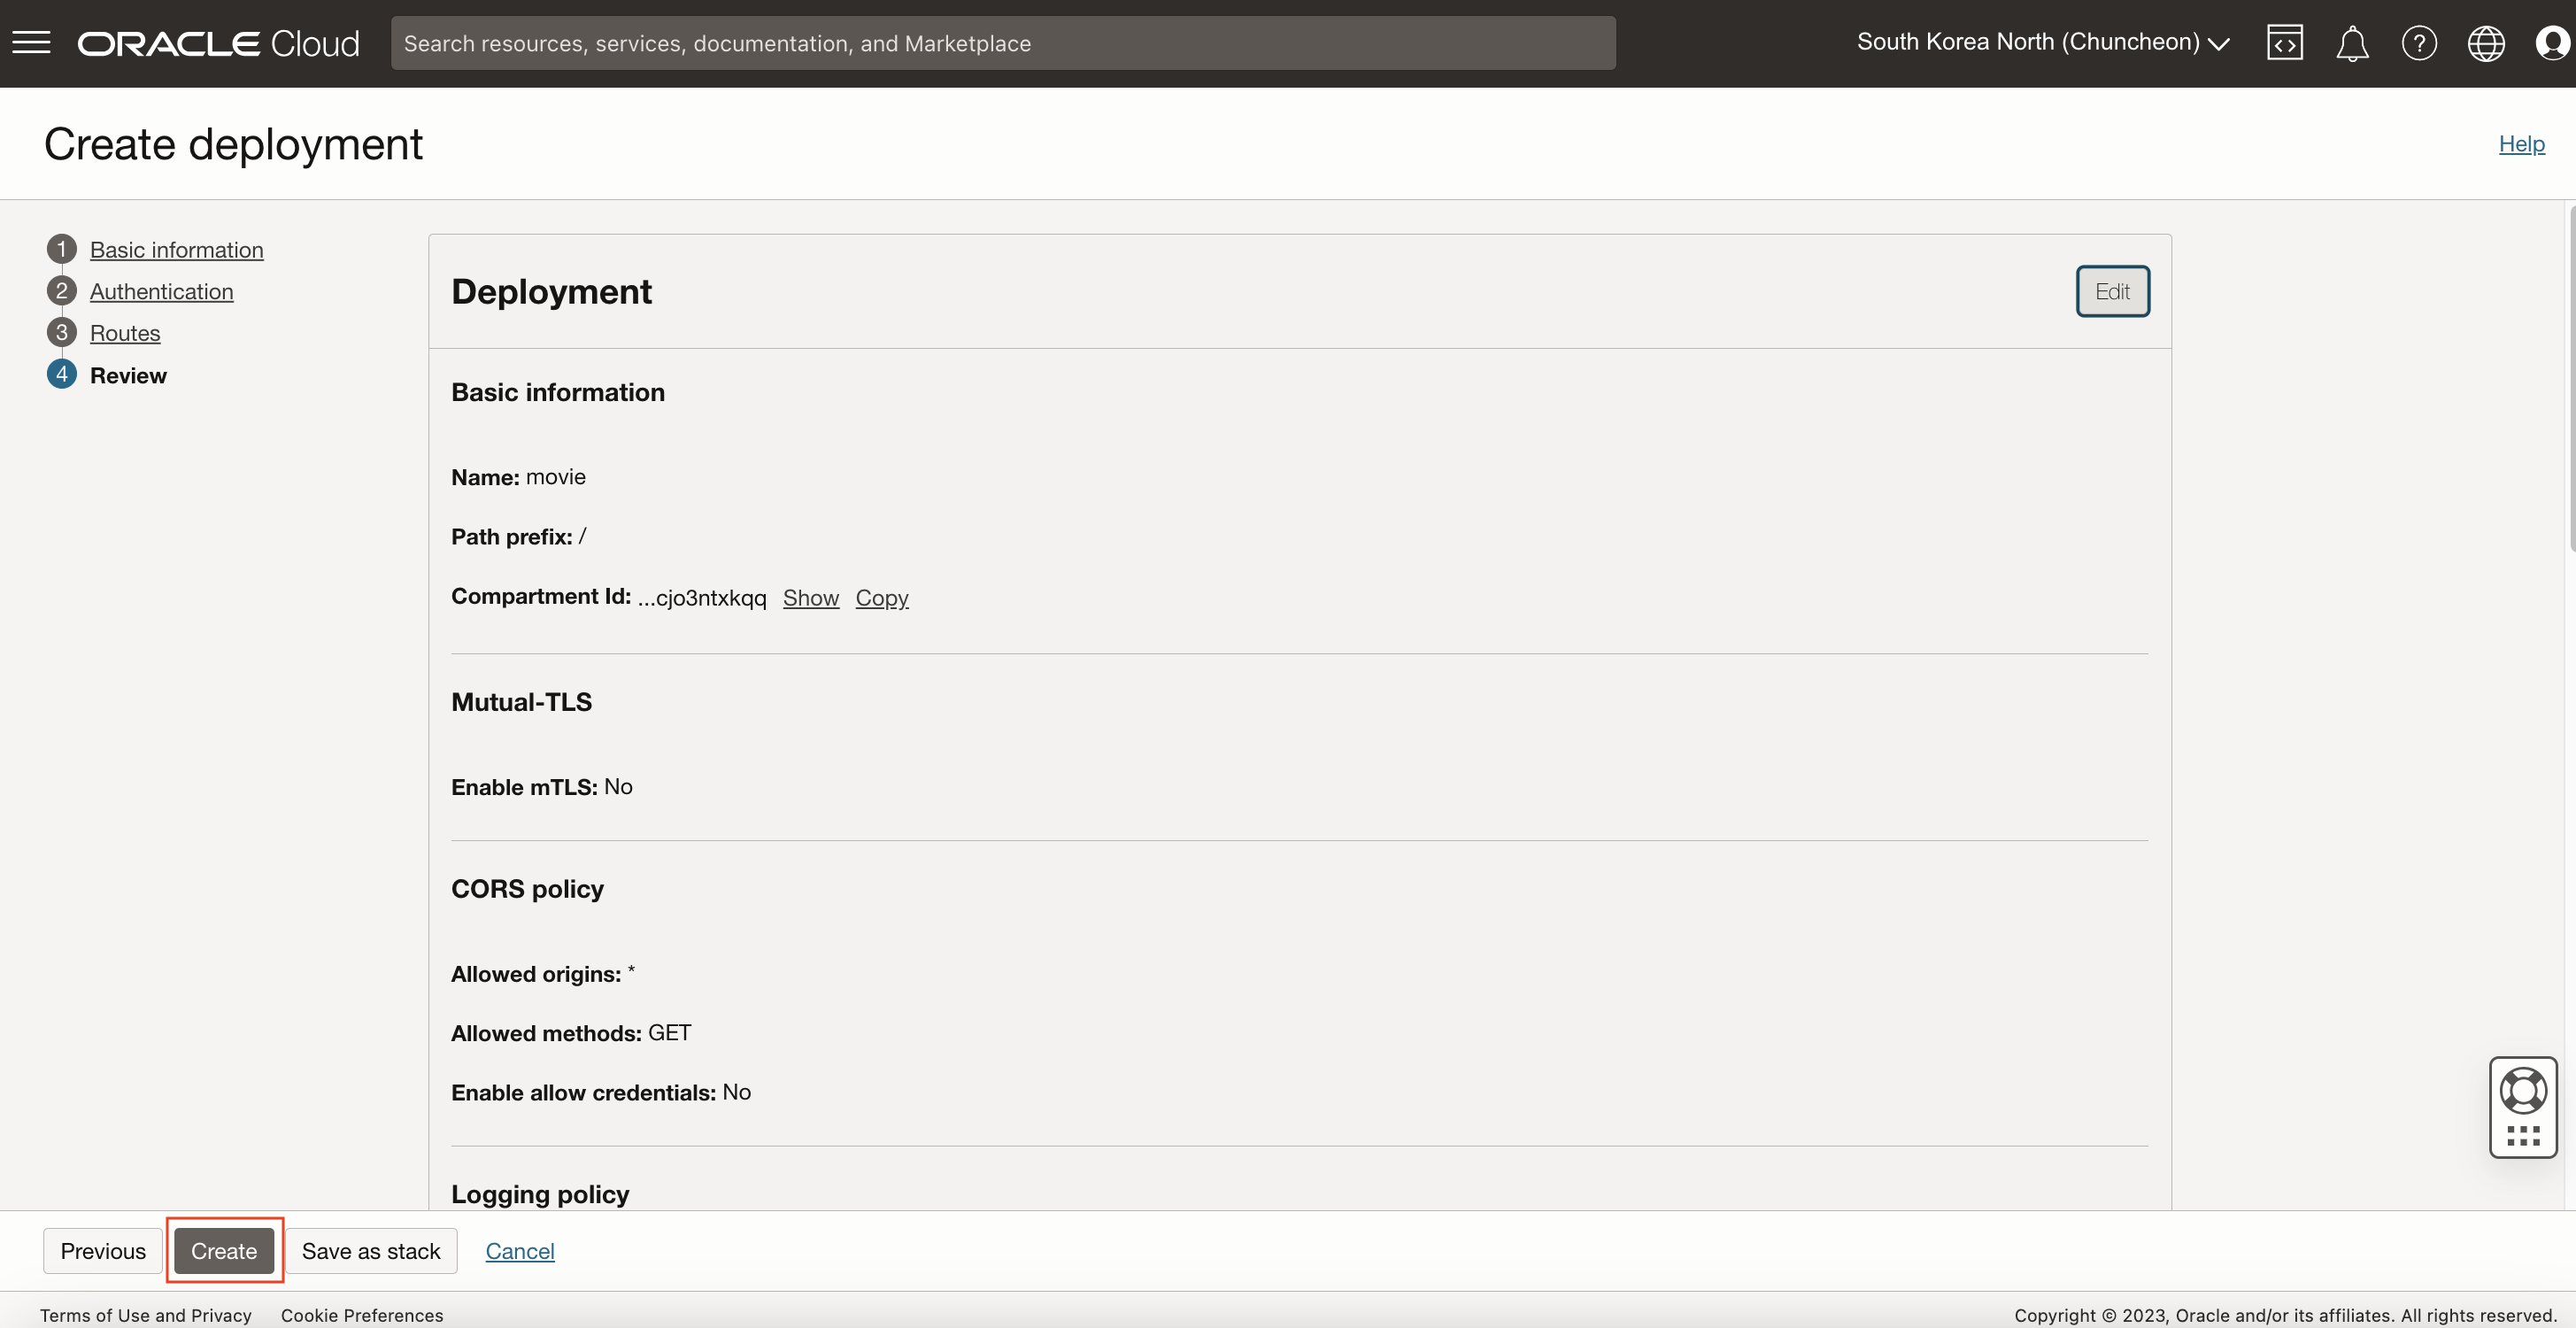 ORACLE Cloud
Search resources, services, documentation, and Marketplace
South Korea North (Chuncheon)
Create deployment
Help
1 Basic information
2 Authentication
3 Routes
4 Review
Deployment
Edit
Basic information
Name: movie
Path prefix: /
Compartment Id: ...cjo3ntxkqq Show Copy
Mutual-TLS
Enable mTLS: No
CORS policy
Allowed origins: *
Allowed methods: GET
Enable allow credentials: No
Logging policy
Previous Create Save as stack Cancel
Terms of Use and Privacy Cookie Preferences
Copyright © 2023, Oracle and/or its affiliates. All rights reserved.